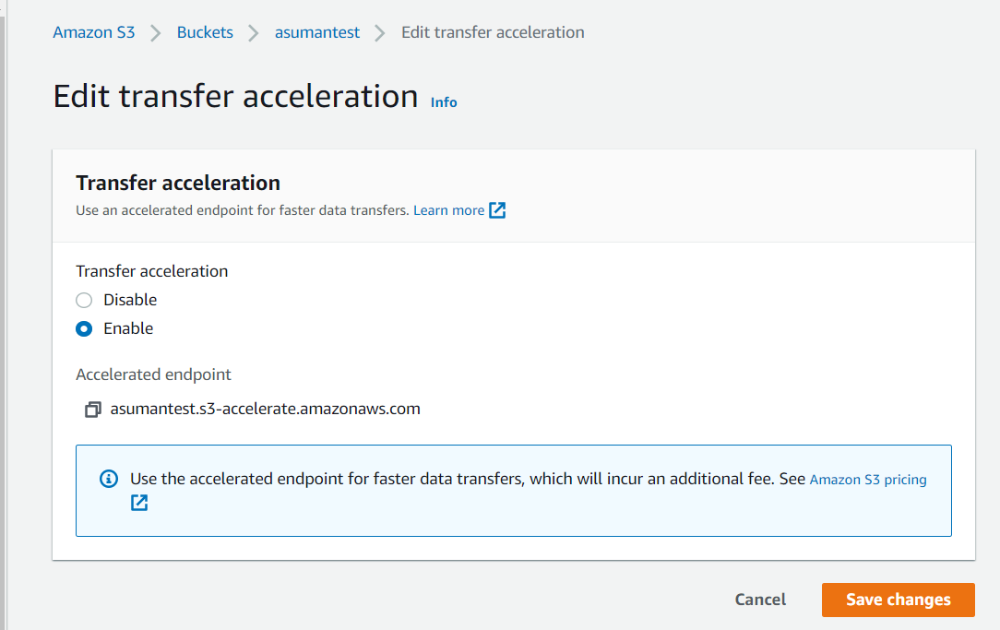 Amazon S3 > Buckets > asumantest > Edit transfer acceleration
Edit transfer acceleration Info
Transfer acceleration
Use an accelerated endpoint for faster data transfers. Learn more
Transfer acceleration
Disable
Enable
Accelerated endpoint
asumantest.s3-accelerate.amazonaws.com
Use the accelerated endpoint for faster data transfers, which will incur an additional fee. See Amazon S3 pricing
Cancel Save changes